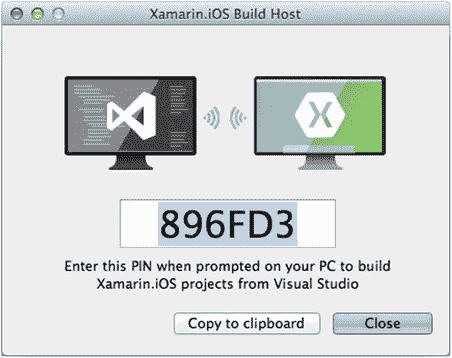 Xamarin.iOS Build Host
896FD3
Enter this PIN when prompted on your PC to build
Xamarin.iOS projects from Visual Studio
Copy to clipboard
Close